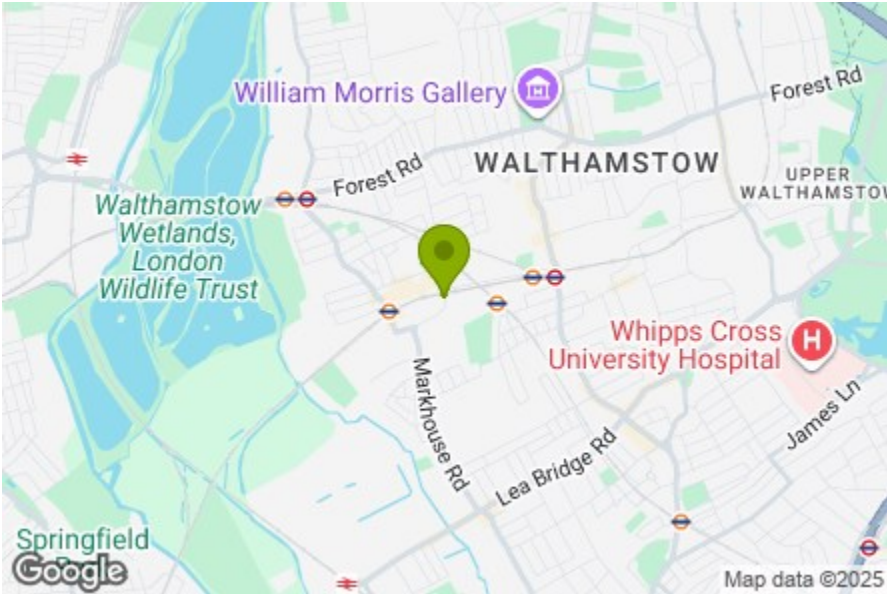 William Morris Gallery
Forest Rd
WALTHAMSTOW
Forest Rd
UPPER
WALTHAMSTOW
Walthamstow
Wetlands,
London
Wildlife Trust
Whipps Cross
University Hospital
H
Markhouse Rd
James Ln
Lea Bridge Rd
Springfield
Google
Map data ©2025